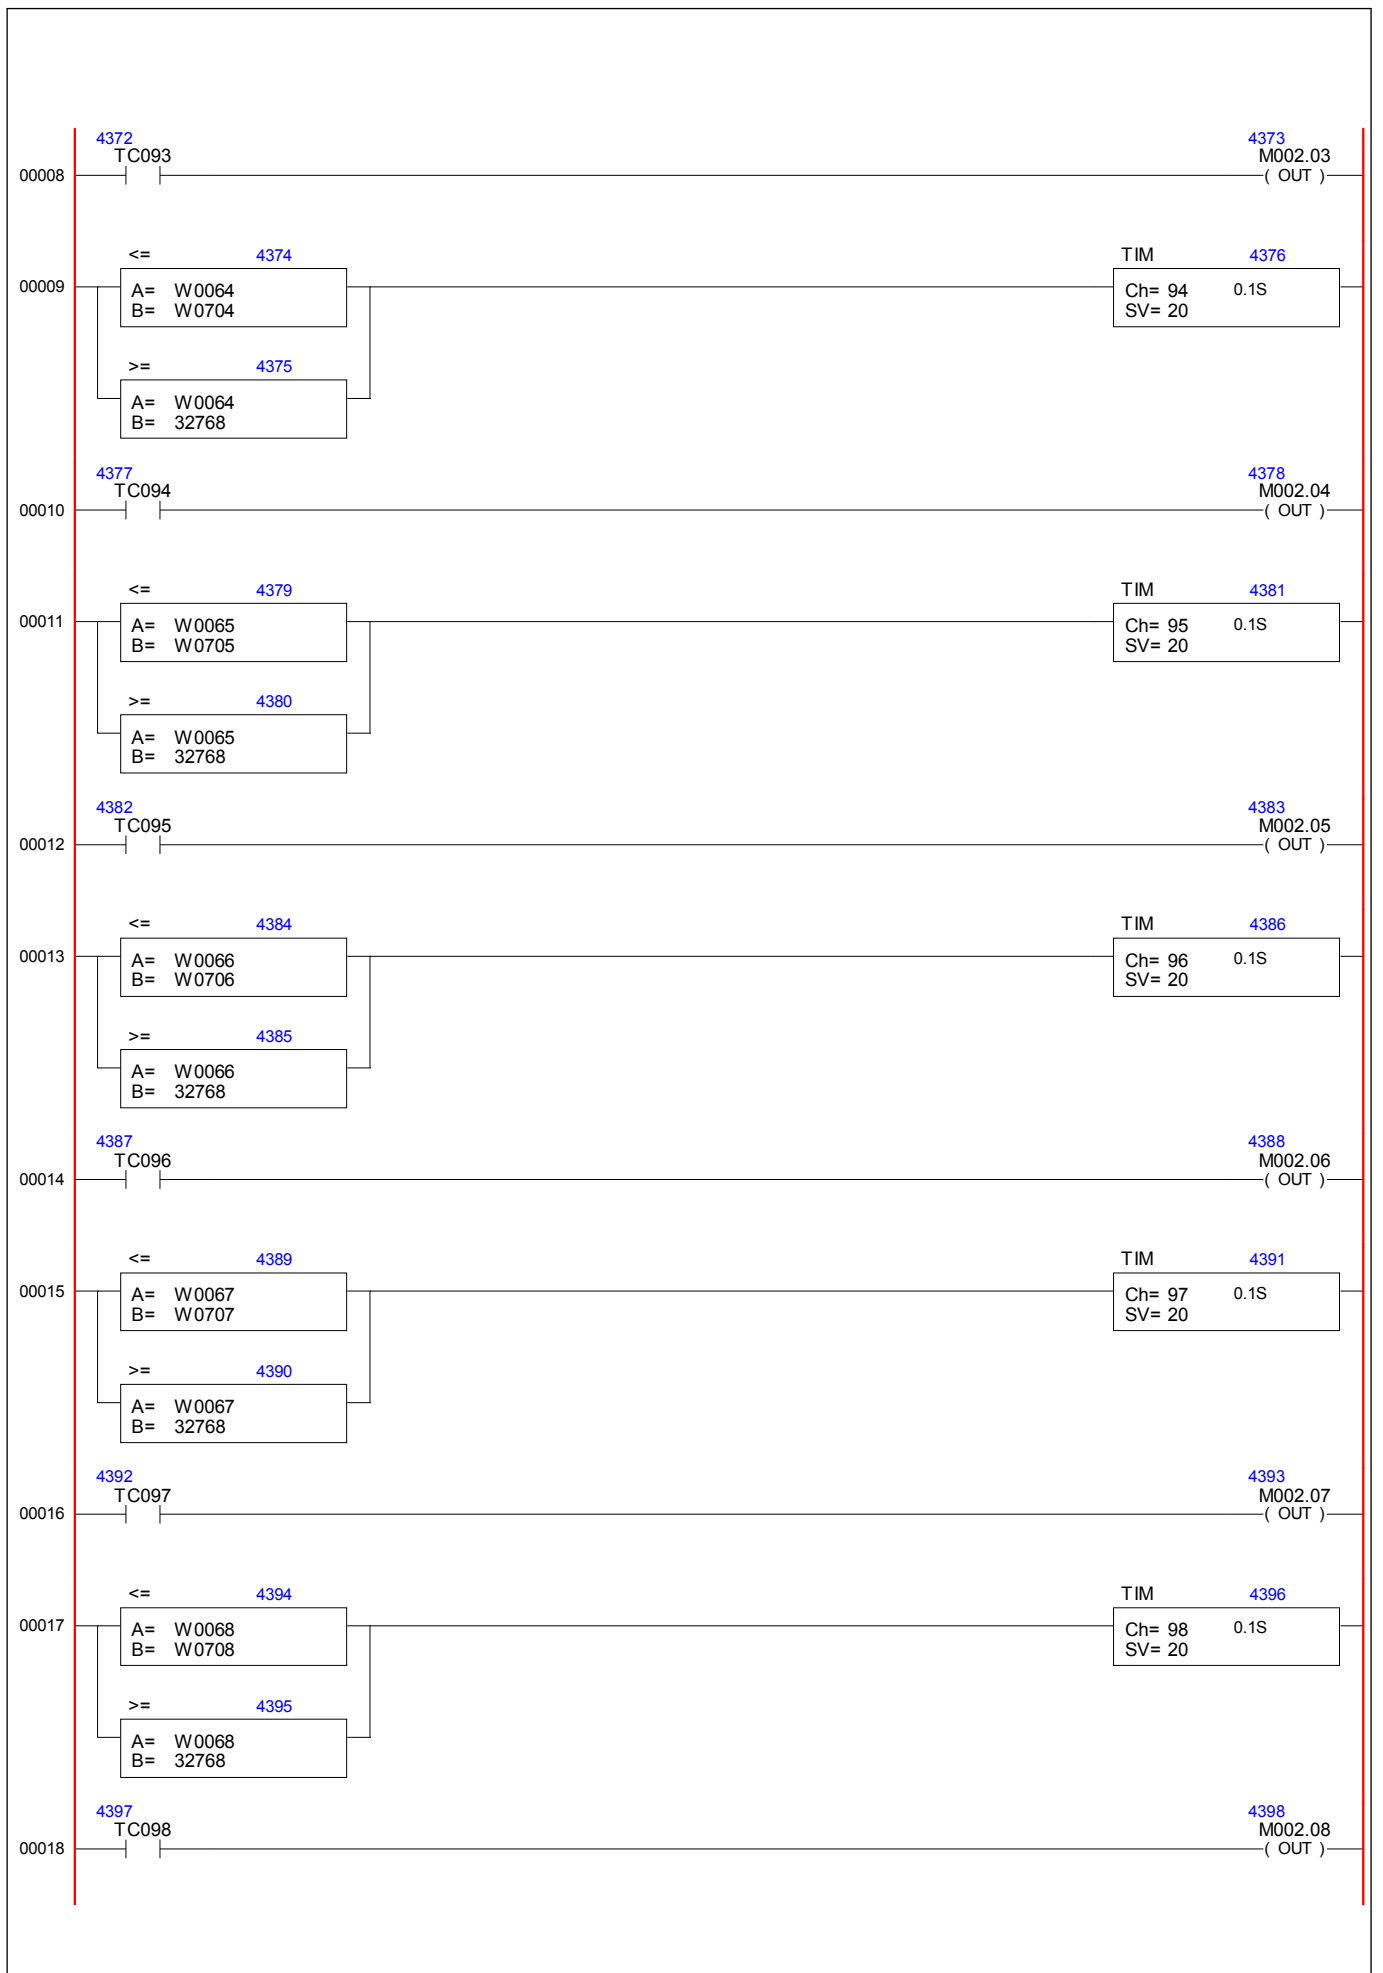 4372 4373
TC093 M002.03
00008 ( OUT )
<= 4374 TIM 4376
00009 A= W0064 Ch= 94 0.1S
B= W0704 SV= 20
>= 4375
A= W0064
B= 32768
4377 4378
TC094 M002.04
00010 ( OUT )
<= 4379 TIM 4381
00011 A= W0065 Ch= 95 0.1S
B= W0705 SV= 20
>= 4380
A= W0065
B= 32768
4382 4383
TC095 M002.05
00012 ( OUT )
<= 4384 TIM 4386
00013 A= W0066 Ch= 96 0.1S
B= W0706 SV= 20
>= 4385
A= W0066
B= 32768
4387 4388
TC096 M002.06
00014 ( OUT )
<= 4389 TIM 4391
00015 A= W0067 Ch= 97 0.1S
B= W0707 SV= 20
>= 4390
A= W0067
B= 32768
4392 4393
TC097 M002.07
00016 ( OUT )
<= 4394 TIM 4396
00017 A= W0068 Ch= 98 0.1S
B= W0708 SV= 20
>= 4395
A= W0068
B= 32768
4397 4398
TC098 M002.08
00018 ( OUT )